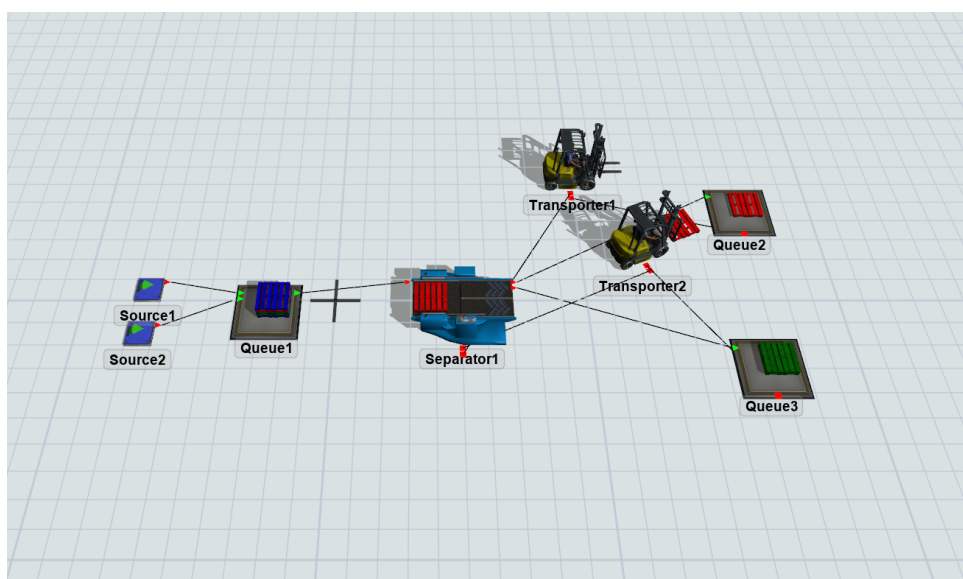 Transporter1
Queue2
Transporter2
Source1
Queue1
Source2
Separator1
Queue3